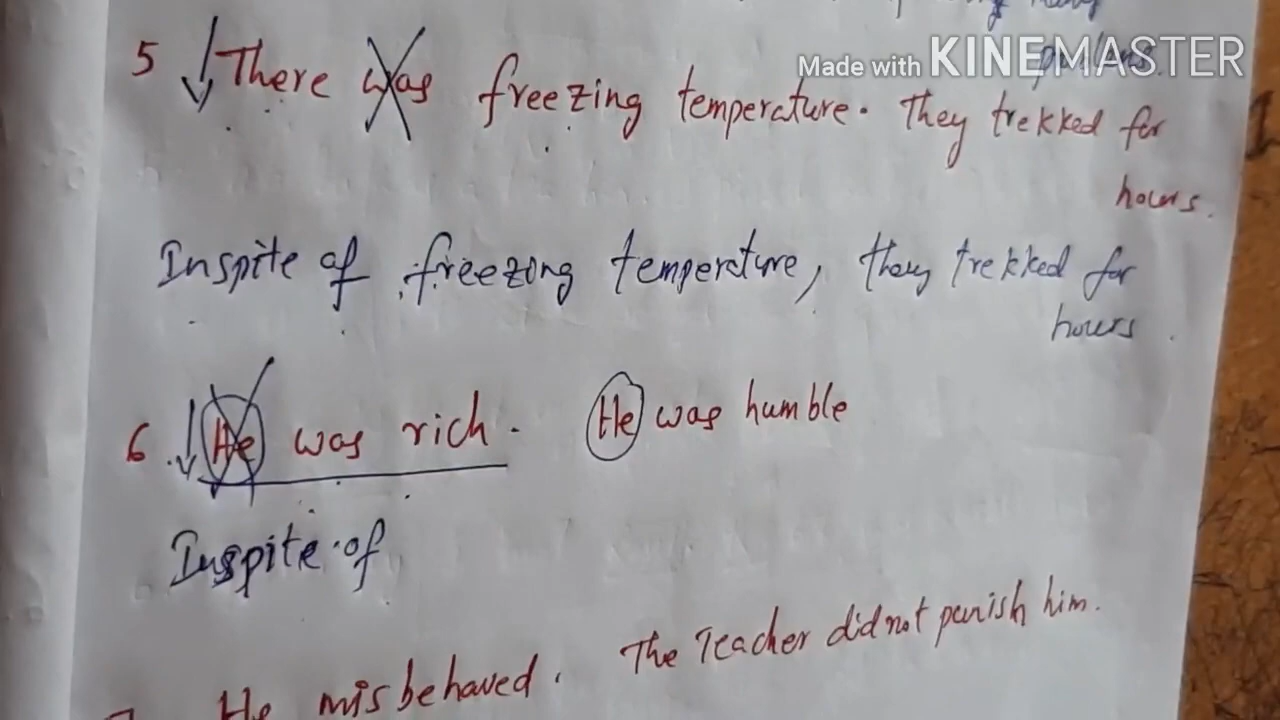 Made with KINEMASTER
5 There was freezing temperature. They trekked for
hours.
Inspite of freezing temperature, they trekked for
hours.
6. He was rich. He was humble
Inspite of
He misbehaved. The Teacher did not punish him.